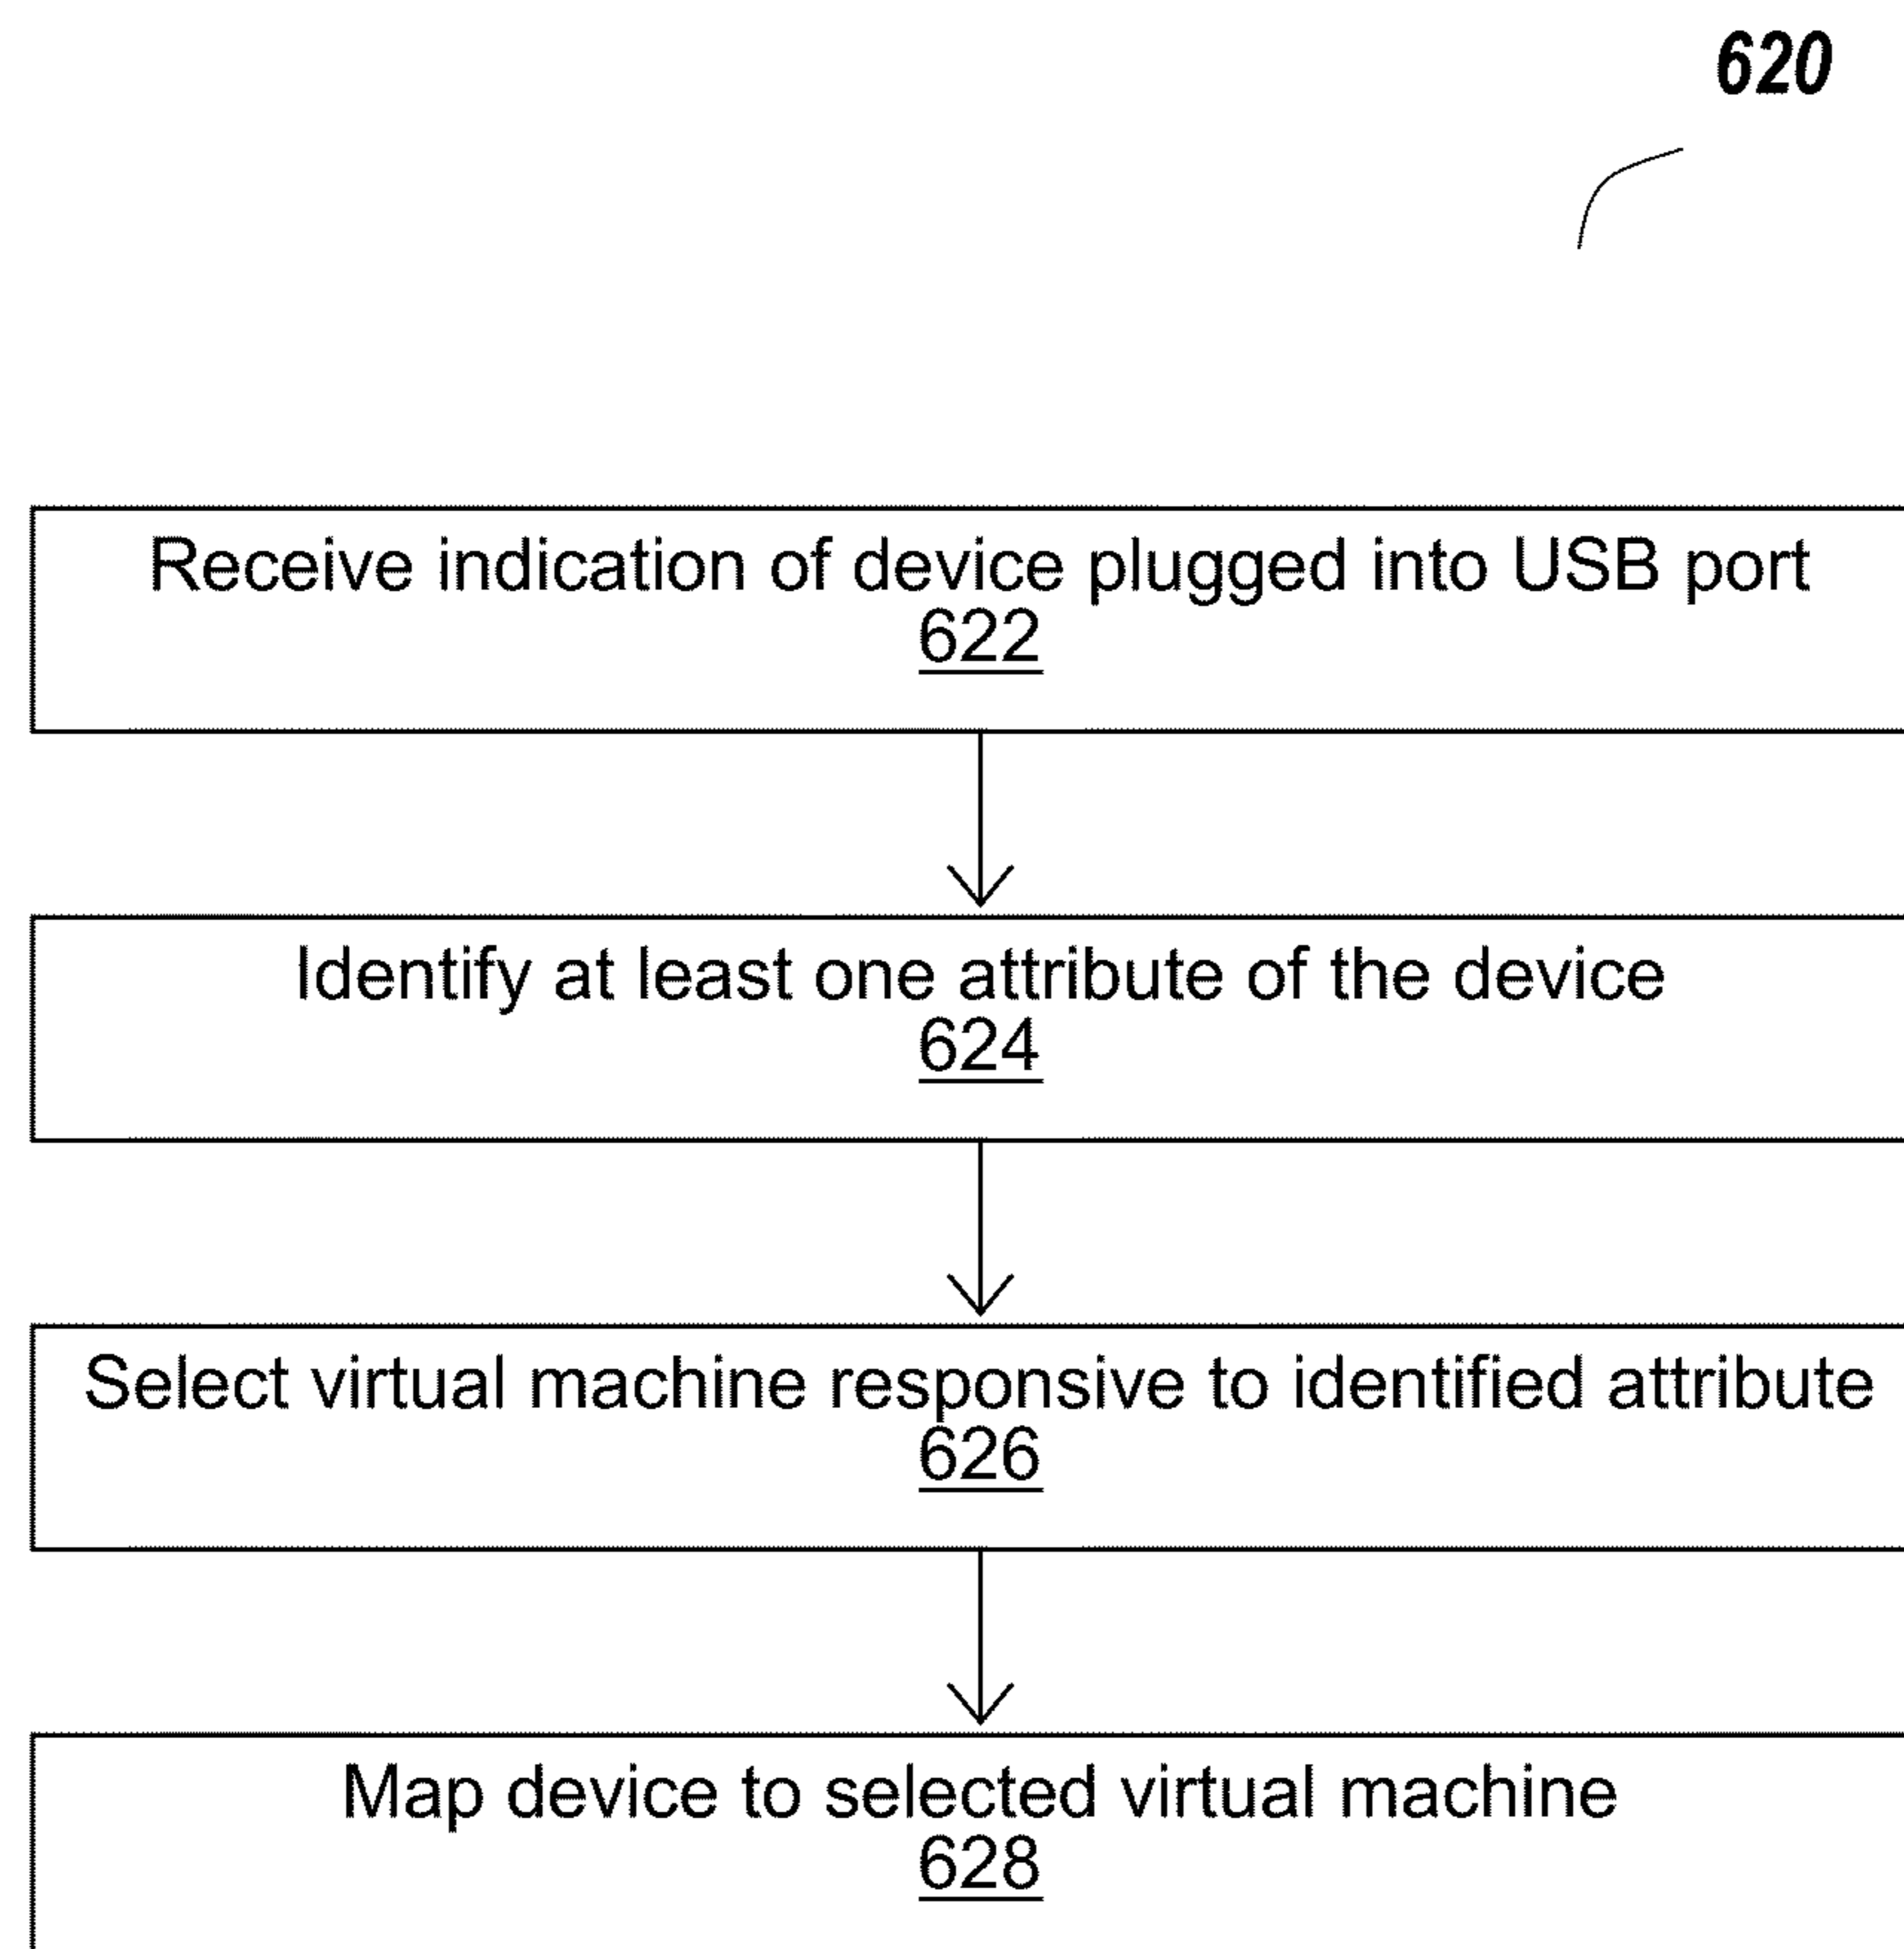 620
Receive indication of device plugged into USB port
622
Identify at least one attribute of the device
624
Select virtual machine responsive to identified attribute
626
Map device to selected virtual machine
628